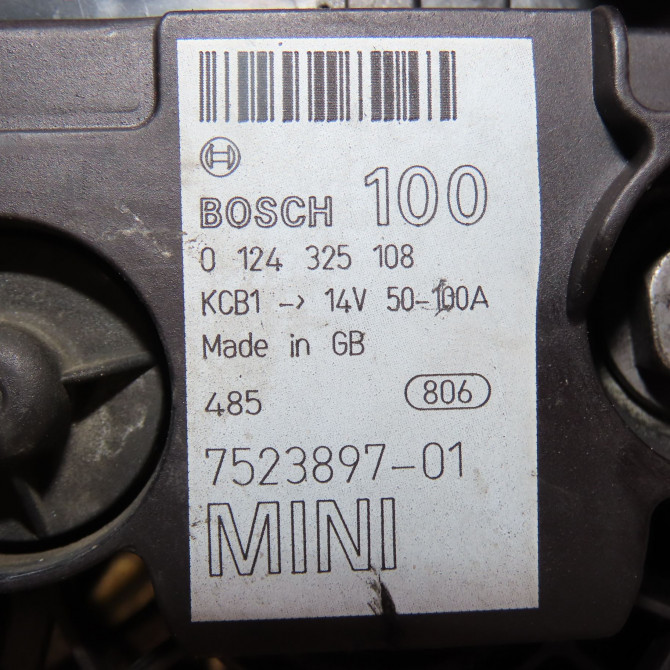 BOSCH 100
0 124 325 108
KCB1 -> 14V 50-100A
Made in GB
485 806
7523897-01
MINI